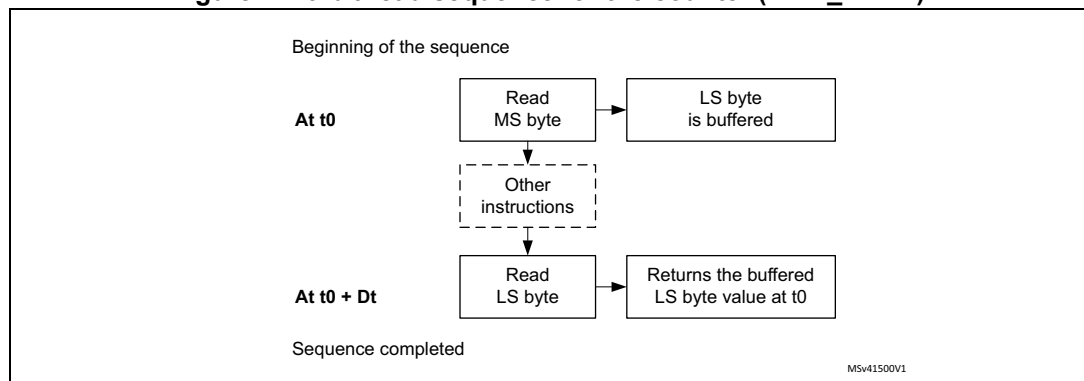 Beginning of the sequence
At t0
Read
MS byte
LS byte
is buffered
Other
instructions
At t0 + Dt
Read
LS byte
Returns the buffered
LS byte value at t0
Sequence completed
MSv41500V1